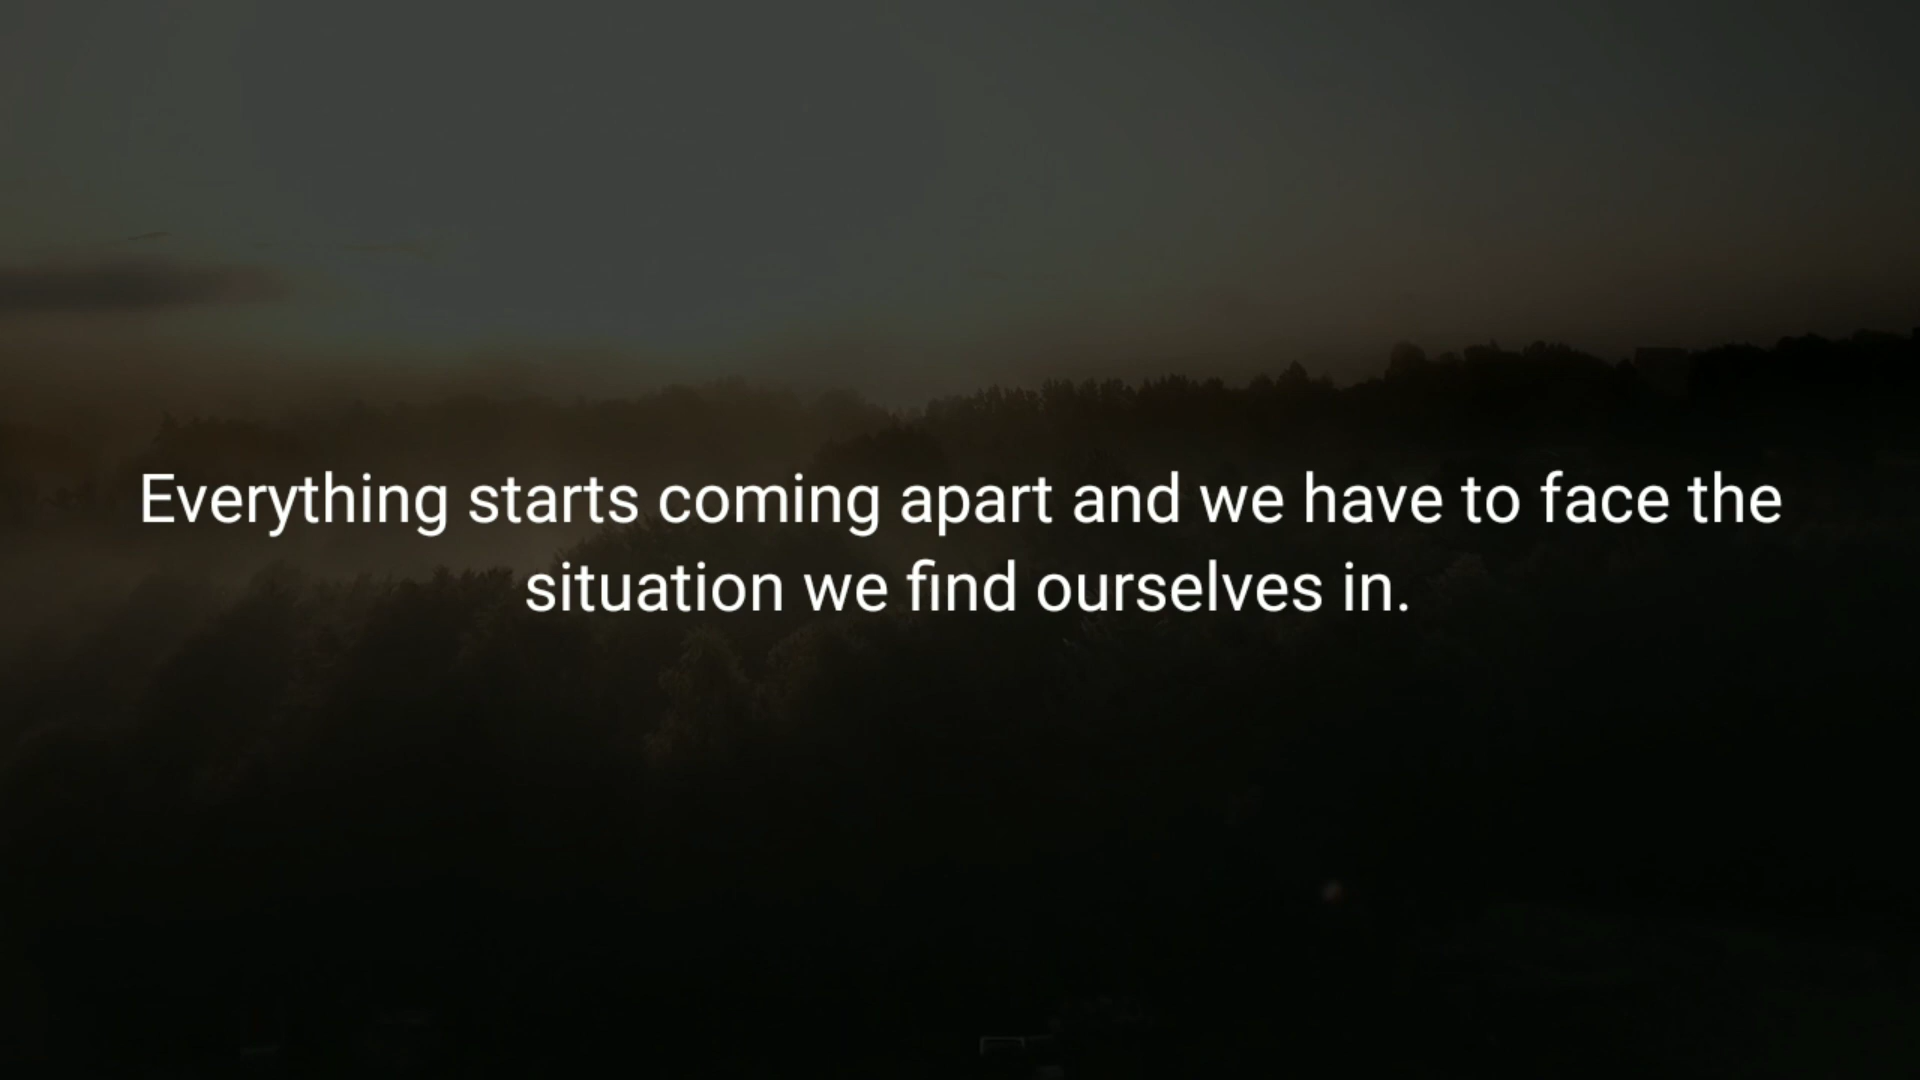 Everything starts coming apart and we have to face the
situation we find ourselves in.